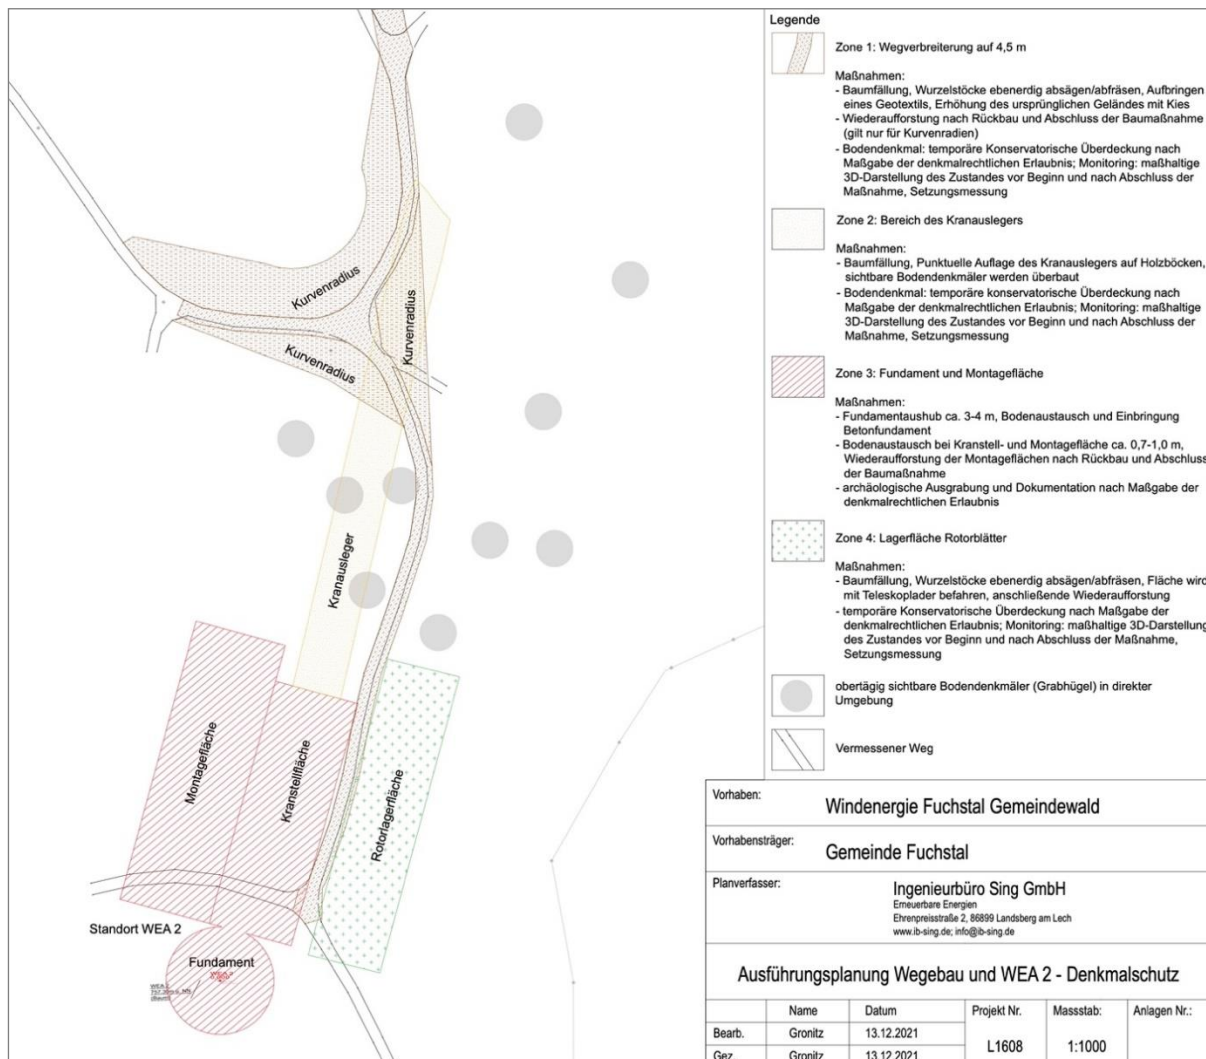 Kurvenradius
Kurvenradius
Kurvenradius
Kranausleger
Montagefläche
Kranstellfläche
Rotorlagerfläche
Standort WEA 2
Fundament
WEA 2
Legende
Zone 1: Wegverbreiterung auf 4,5 m
Maßnahmen:
- Baumfällung, Wurzelstöcke ebenerdig absägen/abfräsen, Aufbringen
eines Geotextils, Erhöhung des ursprünglichen Geländes mit Kies
- Wiederaufforstung nach Rückbau und Abschluss der Baumaßnahme
(gilt nur für Kurvenradien)
- Bodendenkmal: temporäre Konservatorische Überdeckung nach
Maßgabe der denkmalrechtlichen Erlaubnis; Monitoring: maßhaltige
3D-Darstellung des Zustandes vor Beginn und nach Abschluss der
Maßnahme, Setzungsmessung
Zone 2: Bereich des Kranauslegers
Maßnahmen:
- Baumfällung, Punktuelle Auflage des Kranauslegers auf Holzböcken,
sichtbare Bodendenkmäler werden überbaut
- Bodendenkmal: temporäre konservatorische Überdeckung nach
Maßgabe der denkmalrechtlichen Erlaubnis; Monitoring: maßhaltige
3D-Darstellung des Zustandes vor Beginn und nach Abschluss der
Maßnahme, Setzungsmessung
Zone 3: Fundament und Montagefläche
Maßnahmen:
- Fundamentaushub ca. 3-4 m, Bodenaustausch und Einbringung
Betonfundament
- Bodenaustausch bei Kranstell- und Montagefläche ca. 0,7-1,0 m,
Wiederaufforstung der Montageflächen nach Rückbau und Abschluss
der Baumaßnahme
- archäologische Ausgrabung und Dokumentation nach Maßgabe der
denkmalrechtlichen Erlaubnis
Zone 4: Lagerfläche Rotorblätter
Maßnahmen:
- Baumfällung, Wurzelstöcke ebenerdig absägen/abfräsen, Fläche wird
mit Teleskoplader befahren, anschließende Wiederaufforstung
- temporäre Konservatorische Überdeckung nach Maßgabe der
denkmalrechtlichen Erlaubnis; Monitoring: maßhaltige 3D-Darstellung
des Zustandes vor Beginn und nach Abschluss der Maßnahme,
Setzungsmessung
obertägig sichtbare Bodendenkmäler (Grabhügel) in direkter
Umgebung
Vermessener Weg
Vorhaben: Windenergie Fuchstal Gemeindewald
Vorhabensträger: Gemeinde Fuchstal
Planverfasser: Ingenieurbüro Sing GmbH
Erneuerbare Energien
Ehrenpreisstraße 2, 86899 Landsberg am Lech
www.ib-sing.de; info@ib-sing.de
Ausführungsplanung Wegebau und WEA 2 - Denkmalschutz
Name Datum Projekt Nr. Massstab: Anlagen Nr.:
Bearb. Gronitz 13.12.2021 L1608 1:1000
Gez. Gronitz 13.12.2021